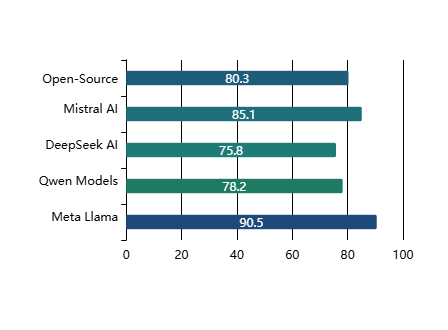 Open-Source
80.3
Mistral AI
85.1
DeepSeek AI
75.8
Qwen Models
78.2
Meta Llama
90.5
0 20 40 60 80 100